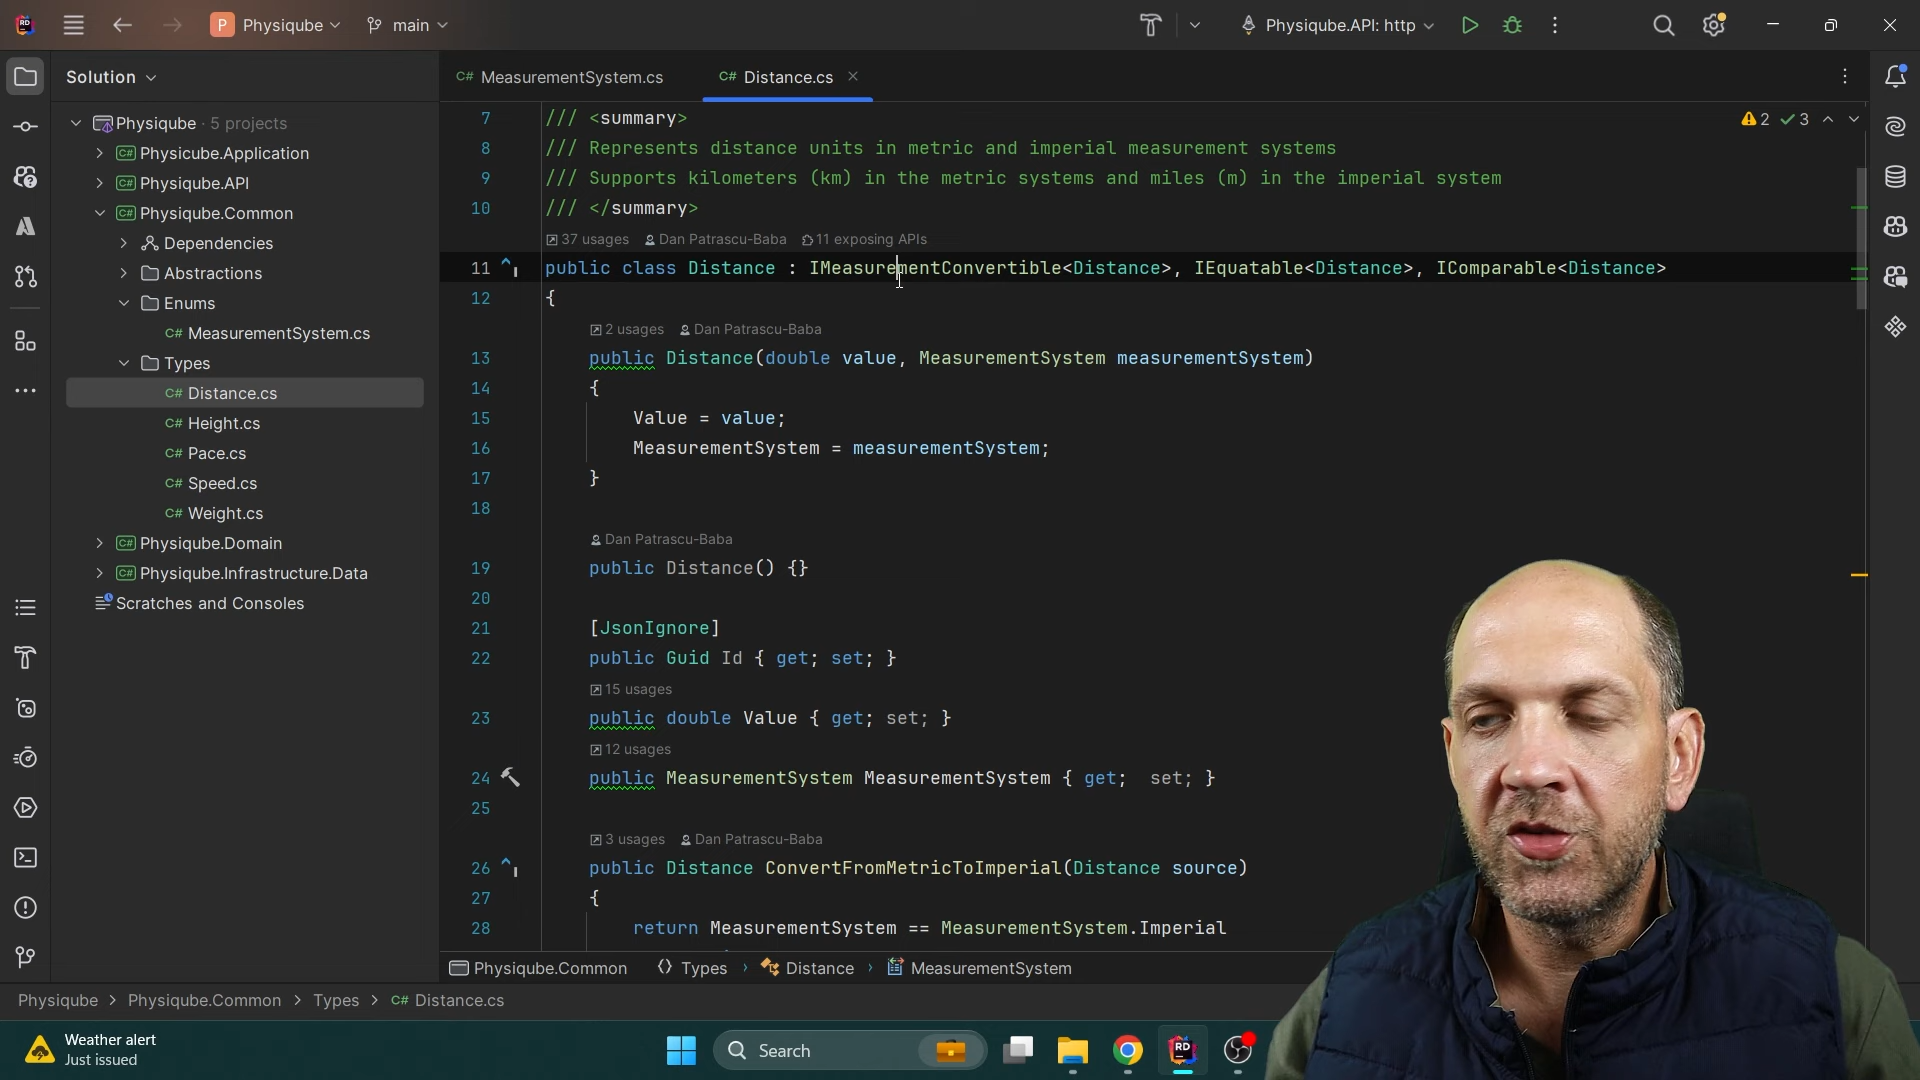 P Physiqube main Physiqube.API: http
Solution
C# MeasurementSystem.cs C# Distance.cs
Physiqube · 5 projects
C# Physicube.Application
C# Physiqube.API
C# Physiqube.Common
Dependencies
Abstractions
Enums
C# MeasurementSystem.cs
Types
C# Distance.cs
C# Height.cs
C# Pace.cs
C# Speed.cs
C# Weight.cs
C# Physiqube.Domain
C# Physiqube.Infrastructure.Data
Scratches and Consoles
2 3
7 /// <summary>
8 /// Represents distance units in metric and imperial measurement systems
9 /// Supports kilometers (km) in the metric systems and miles (m) in the imperial system
10 /// </summary>
37 usages Dan Patrascu-Baba 11 exposing APIs
11 public class Distance : IMeasurementConvertible<Distance>, IEquatable<Distance>, IComparable<Distance>
12 {
2 usages Dan Patrascu-Baba
13 public Distance(double value, MeasurementSystem measurementSystem)
14 {
15 Value = value;
16 MeasurementSystem = measurementSystem;
17 }
18
Dan Patrascu-Baba
19 public Distance() {}
20
21 [JsonIgnore]
22 public Guid Id { get; set; }
15 usages
23 public double Value { get; set; }
12 usages
24 public MeasurementSystem MeasurementSystem { get; set; }
25
3 usages Dan Patrascu-Baba
26 public Distance ConvertFromMetricToImperial(Distance source)
27 {
28 return MeasurementSystem == MeasurementSystem.Imperial
Physiqube.Common Types > Distance > MeasurementSystem
Physiqube > Physiqube.Common > Types > C# Distance.cs
Weather alert
Just issued
Search
RD